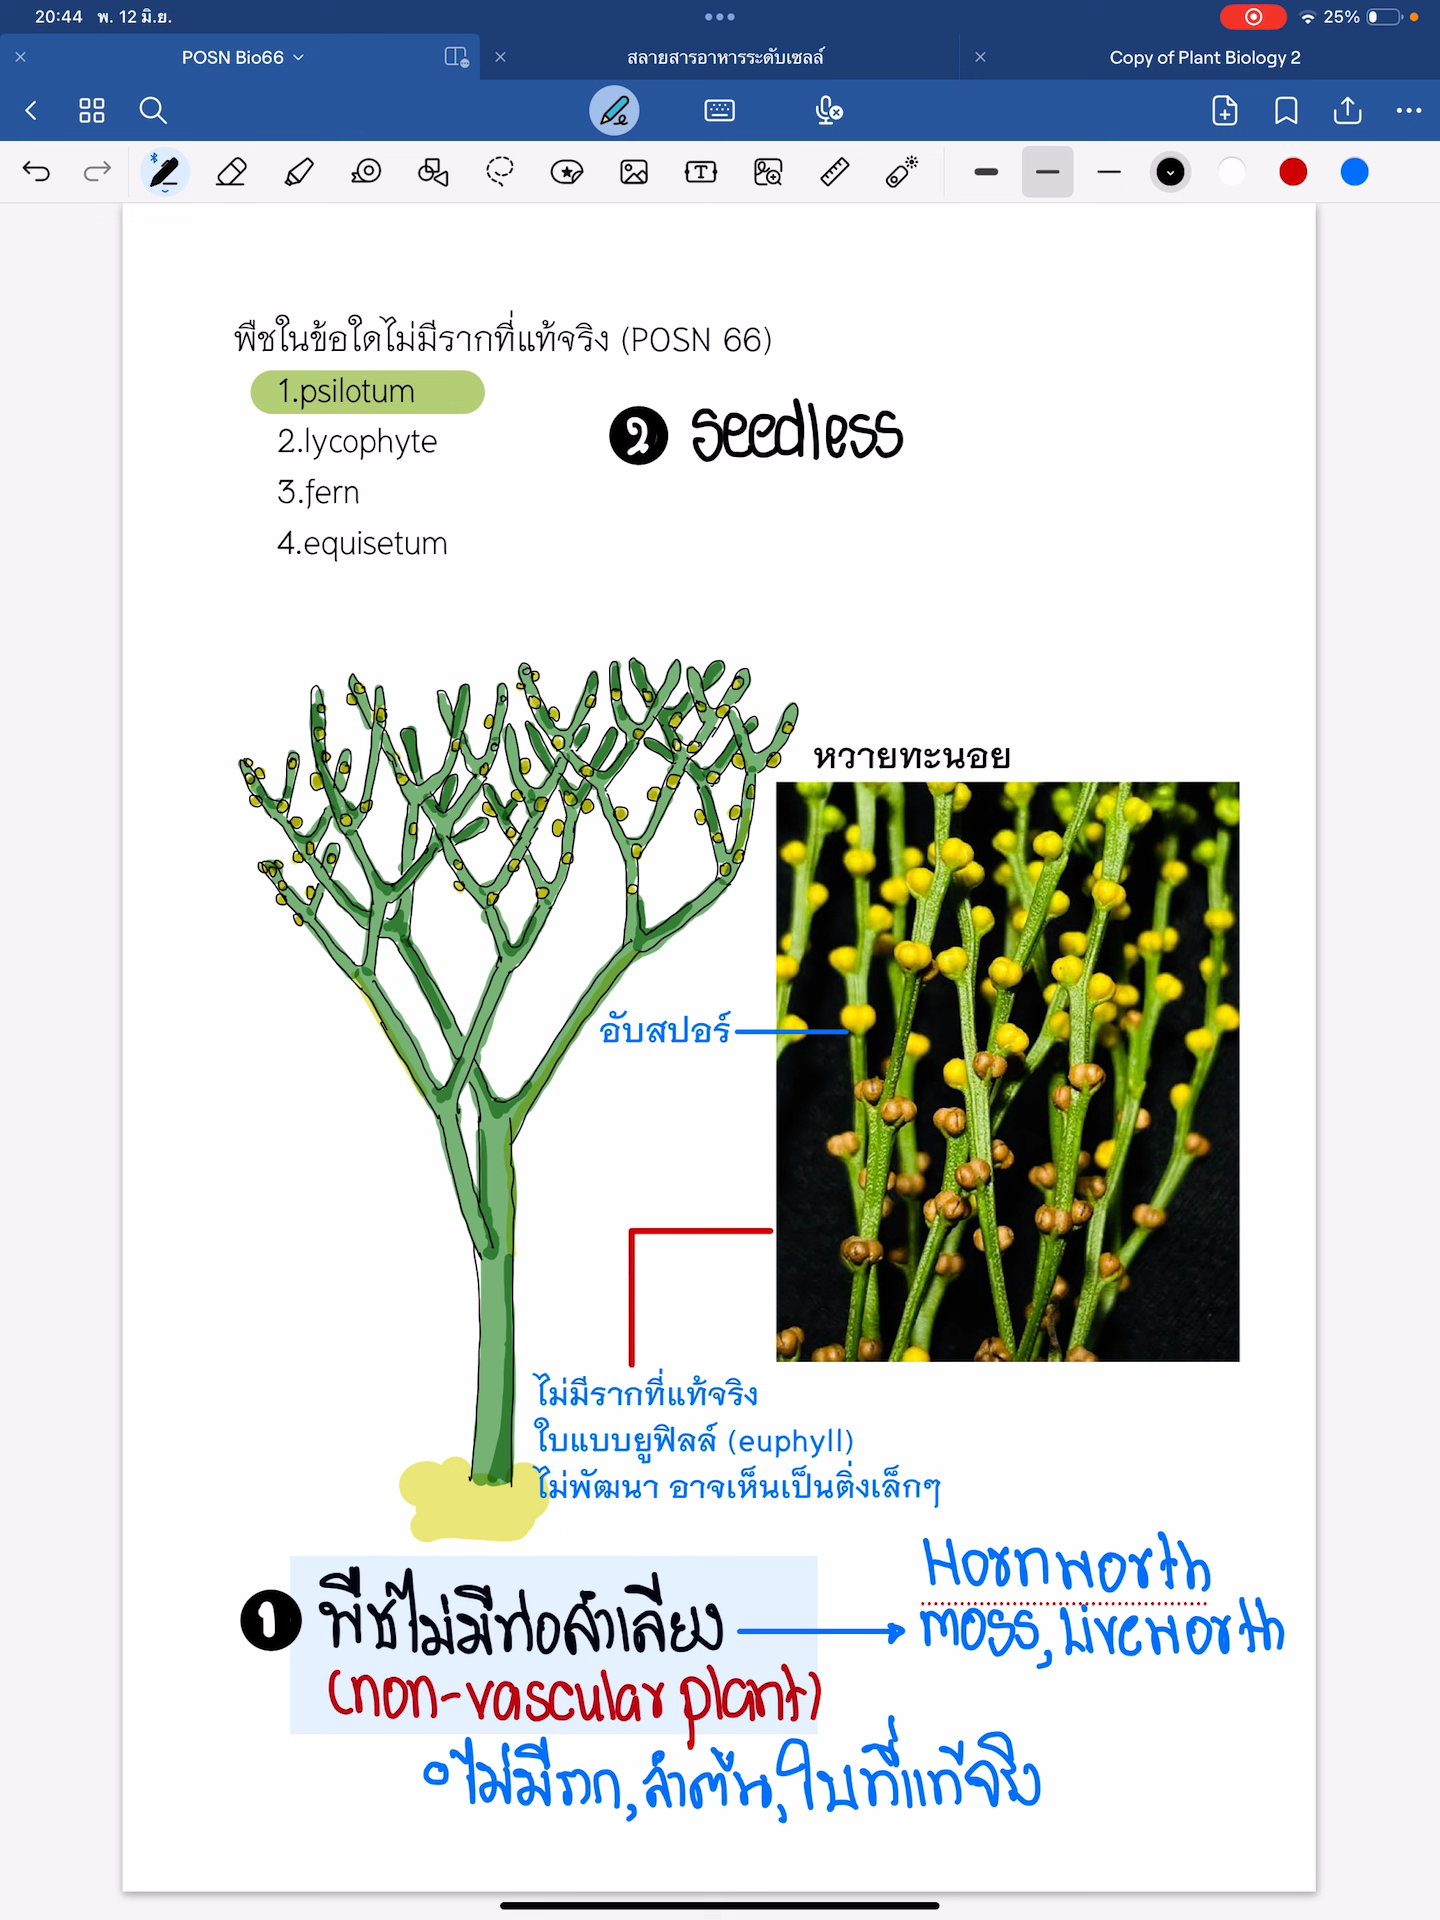 20:44 พ. 12 มิ.ย.
25%
POSN Bio66
สลายสารอาหารระดับเซลล์
Copy of Plant Biology 2
พืชในข้อใดไม่มีรากที่แท้จริง (POSN 66)
1.psilotum
2.lycophyte
3.fern
4.equisetum
2 seedless
หวายทะนอย
อับสปอร์
ไม่มีรากที่แท้จริง
ใบแบบยูฟิลล์ (euphyll)
ไม่พัฒนา อาจเห็นเป็นติ่งเล็กๆ
1 พืชไม่มีท่อลำเลียง
(non-vascular plant)
Hornworth
moss, Liveworth
ไม่มีราก, ลำต้น, ใบที่แท้จริง